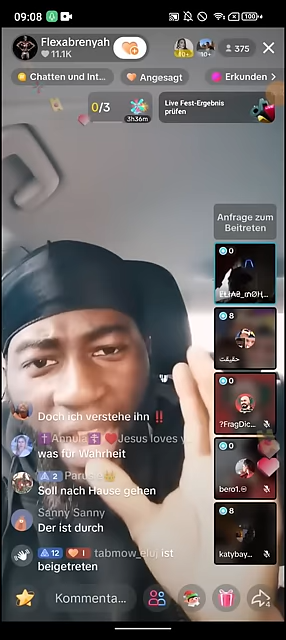 09:08
100+
Flexabrenyah
11.1K
375
Chatten und Int...
Angesagt
Erkunden
0/3
3h36m
Live Fest-Ergebnis
prüfen
Anfrage zum
Beitreten
0
8
حقيقت
0
?FragDic...
0
bero1.
8
katybay...
Doch ich verstehe ihn ‼️
Jesus loves y
was für Wahrheit
2
Soll nach Hause gehen
Sanny Sanny
Der ist durch
12 tabmow_elu, ist
beigetreten
Kommenta...
4